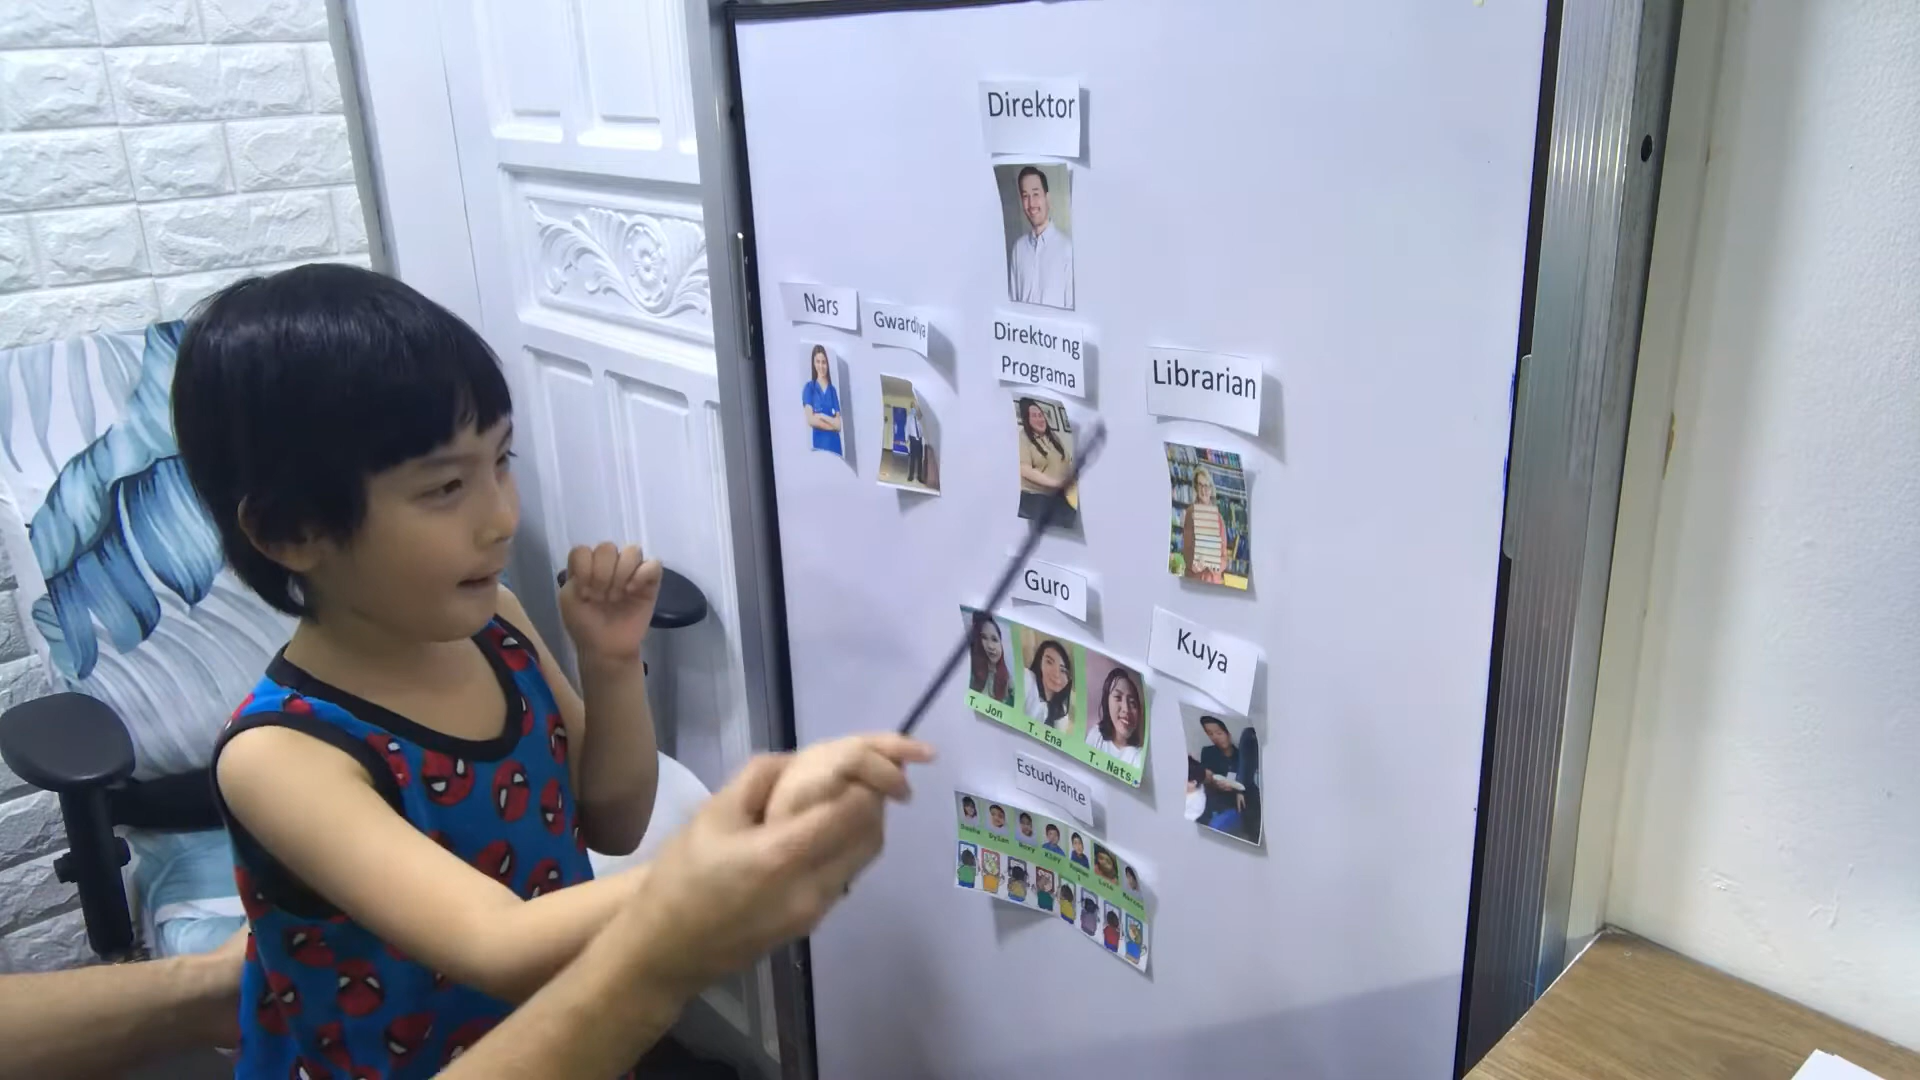 Direktor
Nars
Gwardiya
Direktor ng
Programa
Librarian
Guro
T. Jon
T. Ena
T. Nats
Kuya
Estudyante